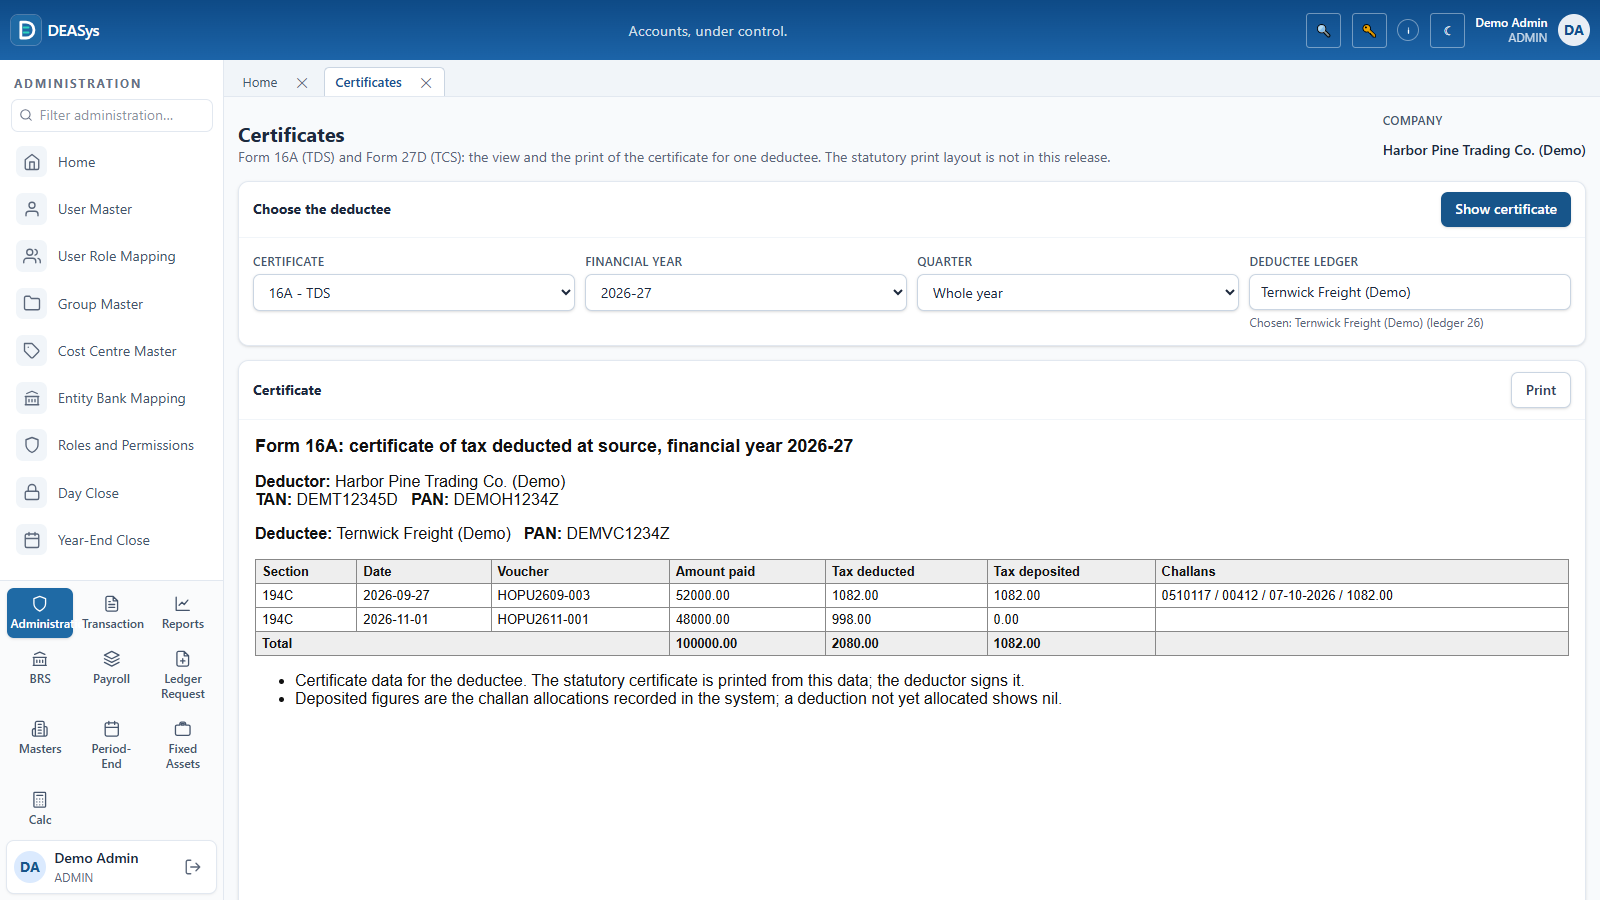 DEASys
Accounts, under control.
Demo Admin
ADMIN
DA
ADMINISTRATION
Filter administration...
Home
User Master
User Role Mapping
Group Master
Cost Centre Master
Entity Bank Mapping
Roles and Permissions
Day Close
Year-End Close
Administrat
Transaction
Reports
BRS
Payroll
Ledger
Request
Masters
Period-
End
Fixed
Assets
Calc
DA
Demo Admin
ADMIN
Home
Certificates
Certificates
Form 16A (TDS) and Form 27D (TCS): the view and the print of the certificate for one deductee. The statutory print layout is not in this release.
COMPANY
Harbor Pine Trading Co. (Demo)
Choose the deductee
Show certificate
CERTIFICATE FINANCIAL YEAR QUARTER DEDUCTEE LEDGER
16A - TDS 2026-27 Whole year Ternwick Freight (Demo)
Chosen: Ternwick Freight (Demo) (ledger 26)
Certificate
Print
Form 16A: certificate of tax deducted at source, financial year 2026-27
Deductor: Harbor Pine Trading Co. (Demo)
TAN: DEMT12345D PAN: DEMOH1234Z
Deductee: Ternwick Freight (Demo) PAN: DEMVC1234Z
Section Date Voucher Amount paid Tax deducted Tax deposited Challans
194C 2026-09-27 HOPU2609-003 52000.00 1082.00 1082.00 0510117 / 00412 / 07-10-2026 / 1082.00
194C 2026-11-01 HOPU2611-001 48000.00 998.00 0.00
Total 100000.00 2080.00 1082.00
• Certificate data for the deductee. The statutory certificate is printed from this data; the deductor signs it.
• Deposited figures are the challan allocations recorded in the system; a deduction not yet allocated shows nil.